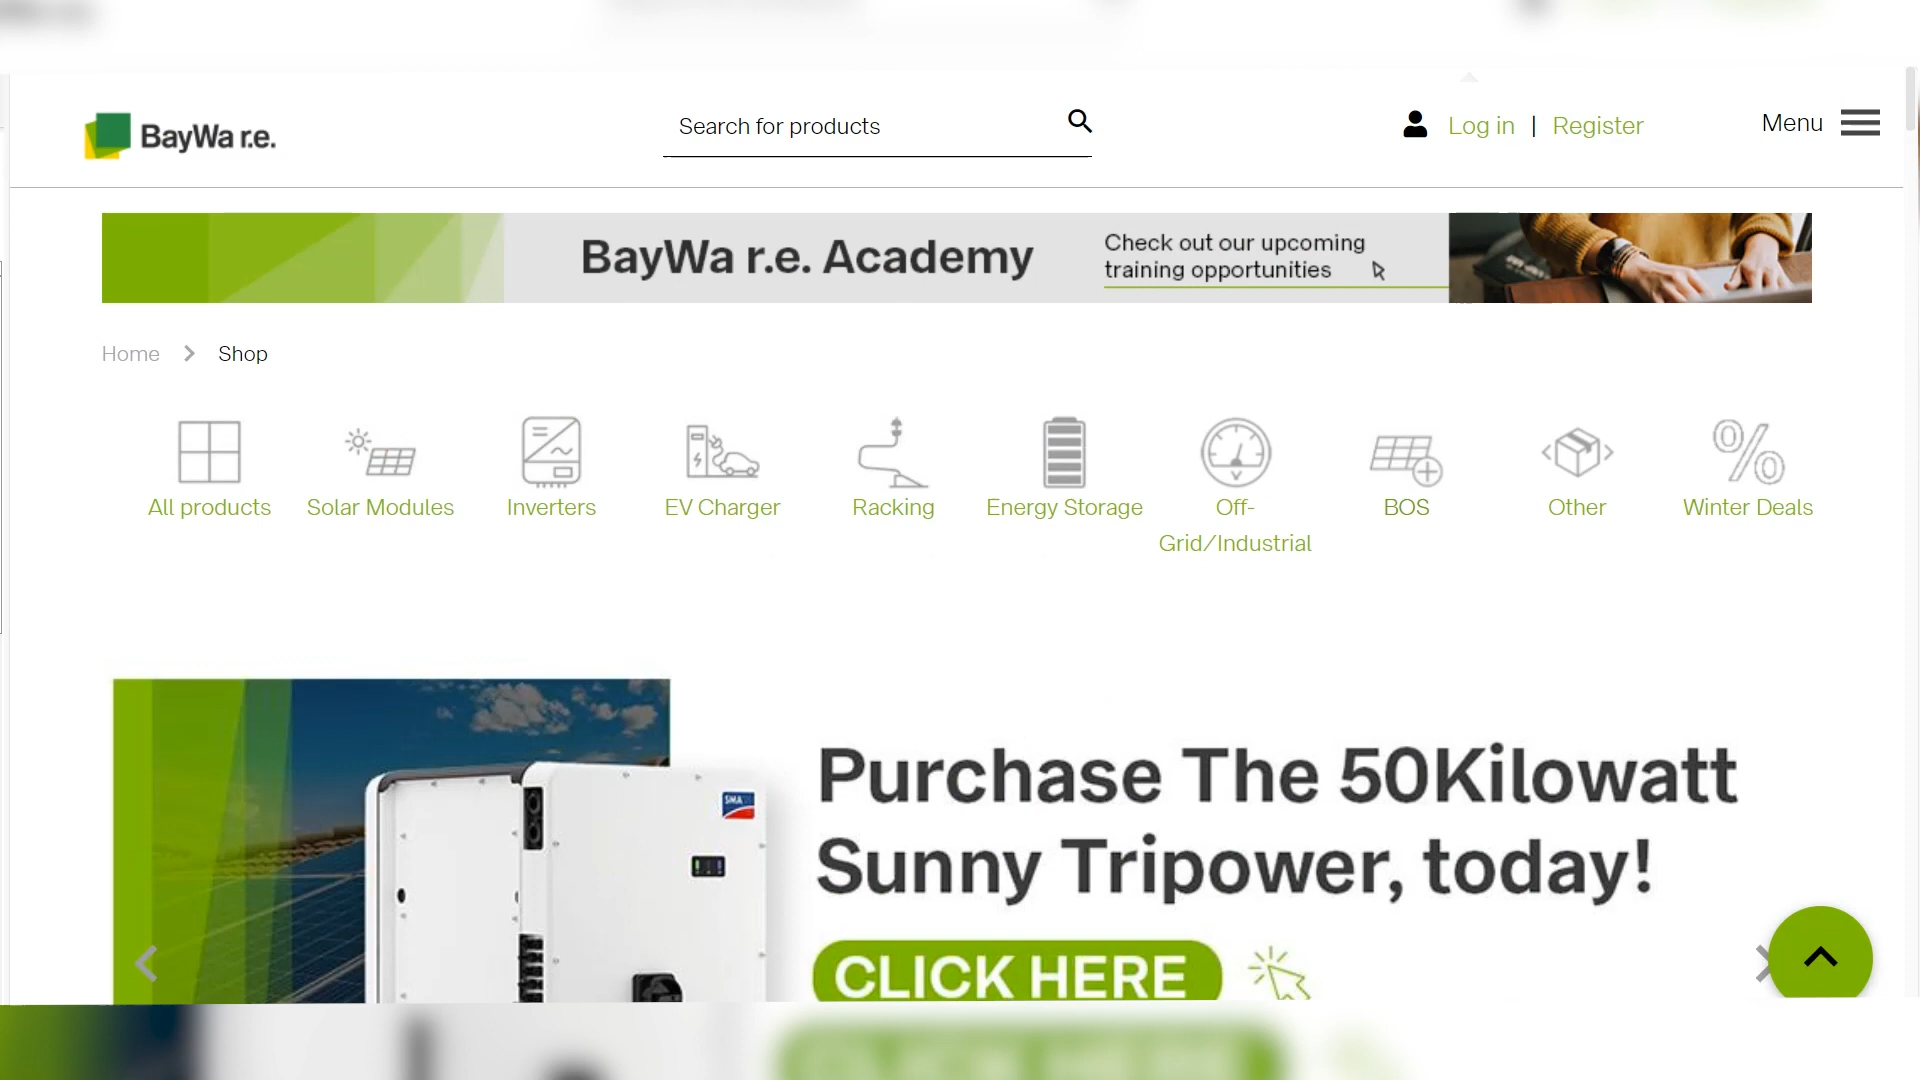 BayWa r.e.
Search for products
Log in | Register
Menu
BayWa r.e. Academy
Check out our upcoming
training opportunities
Home > Shop
All products
Solar Modules
Inverters
EV Charger
Racking
Energy Storage
Off-
Grid/Industrial
BOS
Other
Winter Deals
SMA
Purchase The 50Kilowatt
Sunny Tripower, today!
CLICK HERE